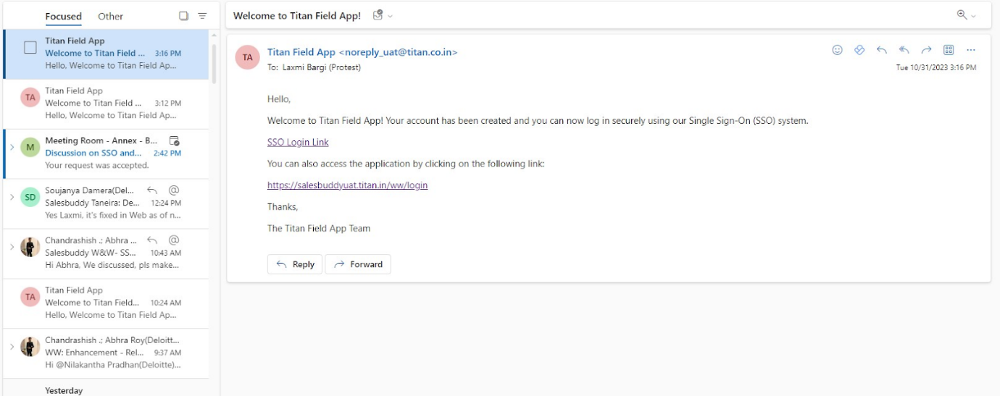 Focused Other
Titan Field App
Welcome to Titan Field ... 3:16 PM
Hello, Welcome to Titan Field Ap...
TA
Titan Field App
Welcome to Titan Field ... 3:12 PM
Hello, Welcome to Titan Field Ap...
M
Meeting Room - Annex - B...
Discussion on SSO and... 2:42 PM
Your request was accepted.
SD
Soujanya Damera(Del...
Salesbuddy Taneira: De... 12:24 PM
Yes Laxmi, it's fixed in Web as of n...
Chandrashish .; Abhra ...
Salesbuddy W&W- SS... 10:43 AM
Hi Abhra, We discussed, pls make...
TA
Titan Field App
Welcome to Titan Field... 10:24 AM
Hello, Welcome to Titan Field Ap...
Chandrashish .; Abhra Roy(Deloitt...
WW: Enhancement - Rel... 9:37 AM
Hi @Nilakantha Pradhan(Deloitte)...
Yesterday
Welcome to Titan Field App!
TA
Titan Field App <noreply_uat@titan.co.in>
To: Laxmi Bargi (Protest)
Tue 10/31/2023 3:16 PM
Hello,
Welcome to Titan Field App! Your account has been created and you can now log in securely using our Single Sign-On (SSO) system.
SSO Login Link
You can also access the application by clicking on the following link:
https://salesbuddyuat.titan.in/ww/login
Thanks,
The Titan Field App Team
Reply Forward